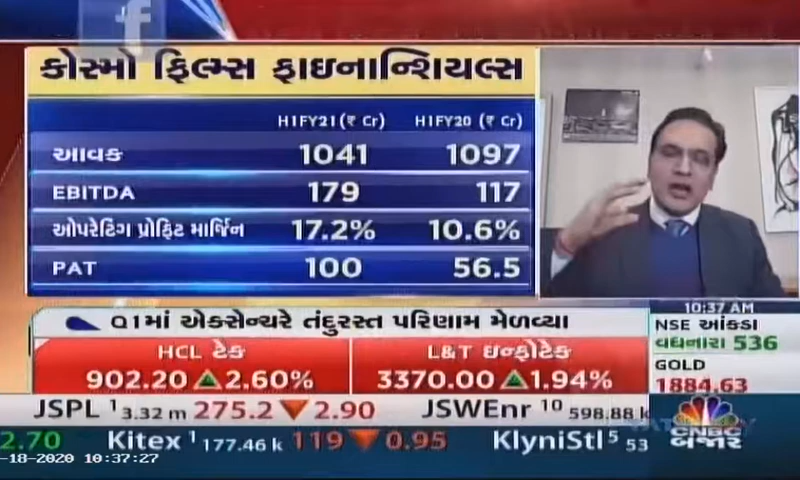 કોસ્મો ફિલ્મ્સ ફાઇનાન્શિયલ્સ
H1FY21 (₹ Cr) H1FY20 (₹ Cr)
આવક 1041 1097
EBITDA 179 117
ઓપરેટિંગ પ્રોફિટ માર્જિન 17.2% 10.6%
PAT 100 56.5
10:37 AM
Q1માં એક્સેન્ચરે તંદુરસ્ત પરિણામ મેળવ્યા
NSE આંકડા
વધનારા 536
HCL ટેક L&T ઇન્ફોટેક
GOLD
902.20 ▲ 2.60% 3370.00 ▲ 1.94%
1884.63
JSPL 1 3.32 m 275.2 ▼ 2.90 JSWEnr 10 598.88 k
CNBC
બજાર
2.70 Kitex 1 177.46 k 119 ▼ 0.95 KlyniStl 5 53
-18-2020 10:37:27